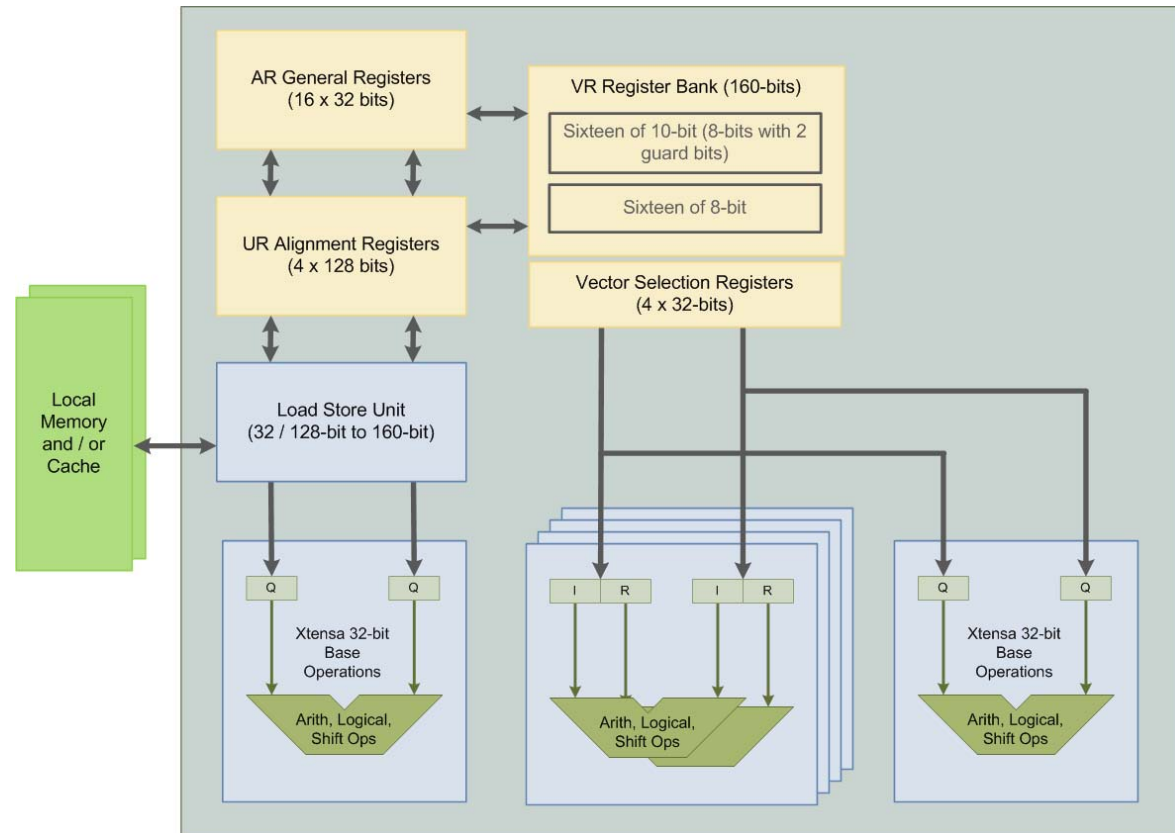 AR General Registers
(16 x 32 bits)
VR Register Bank (160-bits)
Sixteen of 10-bit (8-bits with 2
guard bits)
Sixteen of 8-bit
UR Alignment Registers
(4 x 128 bits)
Vector Selection Registers
(4 x 32-bits)
Local
Memory
and / or
Cache
Load Store Unit
(32 / 128-bit to 160-bit)
Q
Q
Xtensa 32-bit
Base
Operations
Arith, Logical,
Shift Ops
I
R
I
R
Arith, Logical,
Shift Ops
Q
Q
Xtensa 32-bit
Base
Operations
Arith, Logical,
Shift Ops